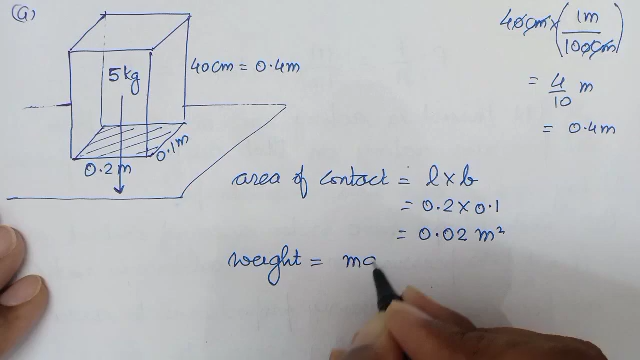 (a)
5kg
40cm = 0.4m
0.2m
0.1m
40cm × (1m/100cm)
= 4/10 m
= 0.4m
area of contact = l × b
= 0.2 × 0.1
= 0.02 m²
weight = ma